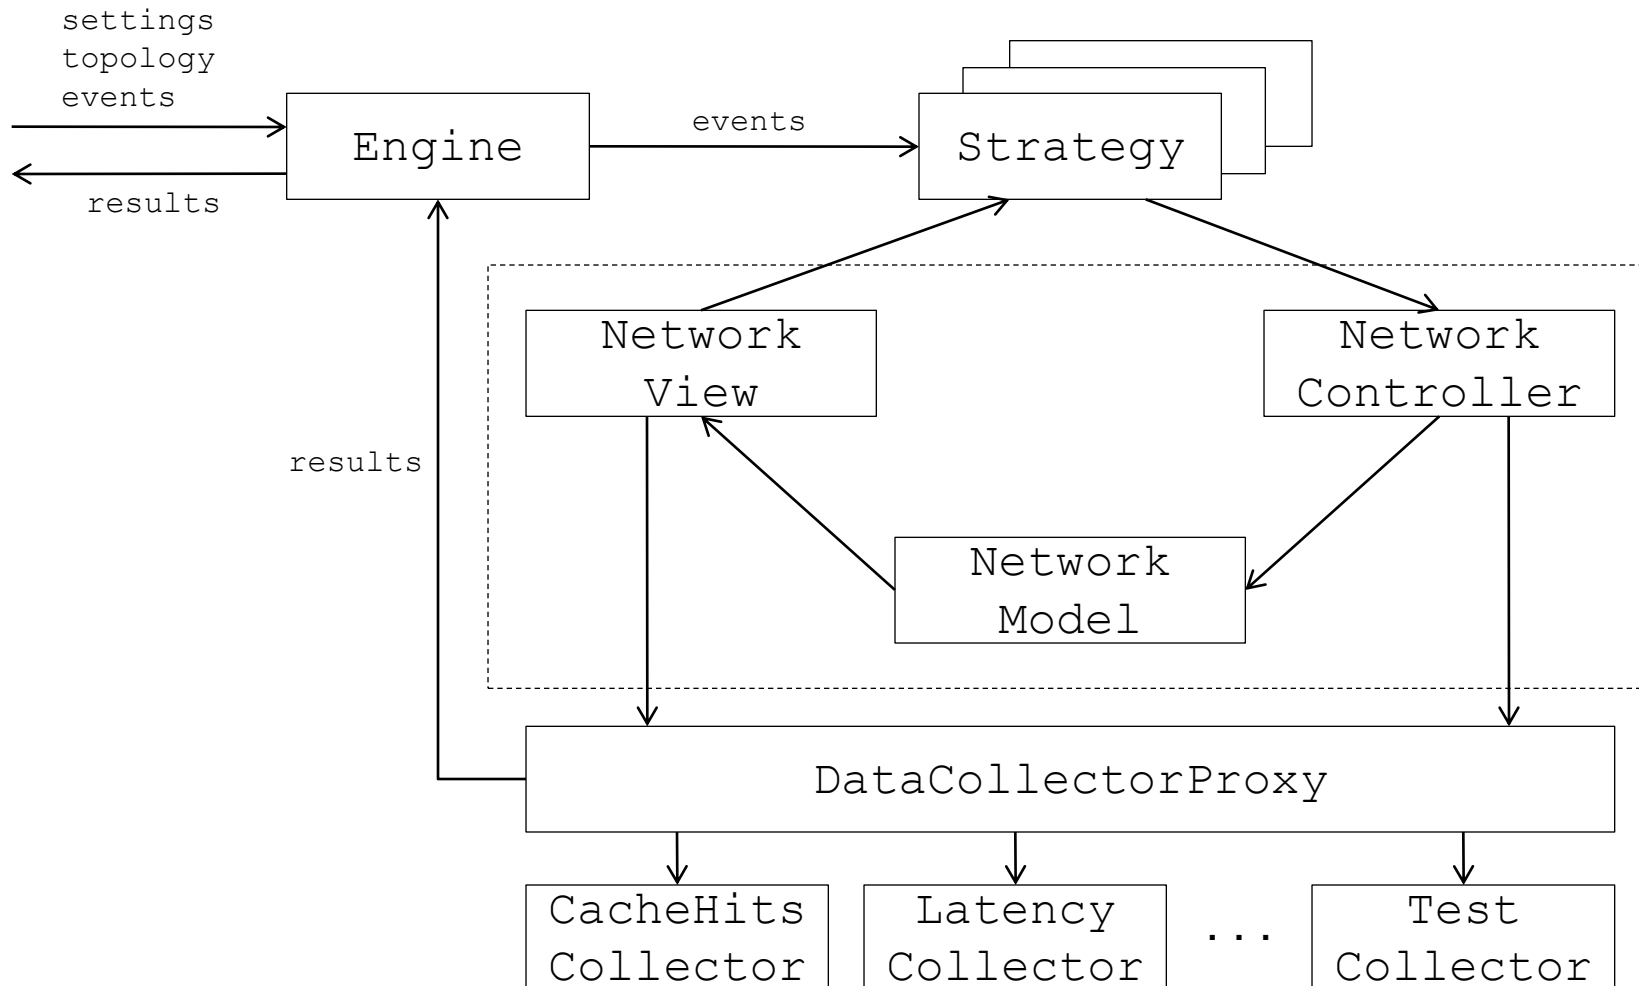 settings
topology
events
Engine
events
Strategy
results
Network
View
Network
Controller
results
Network
Model
DataCollectorProxy
CacheHits
Collector
Latency
Collector
...
Test
Collector